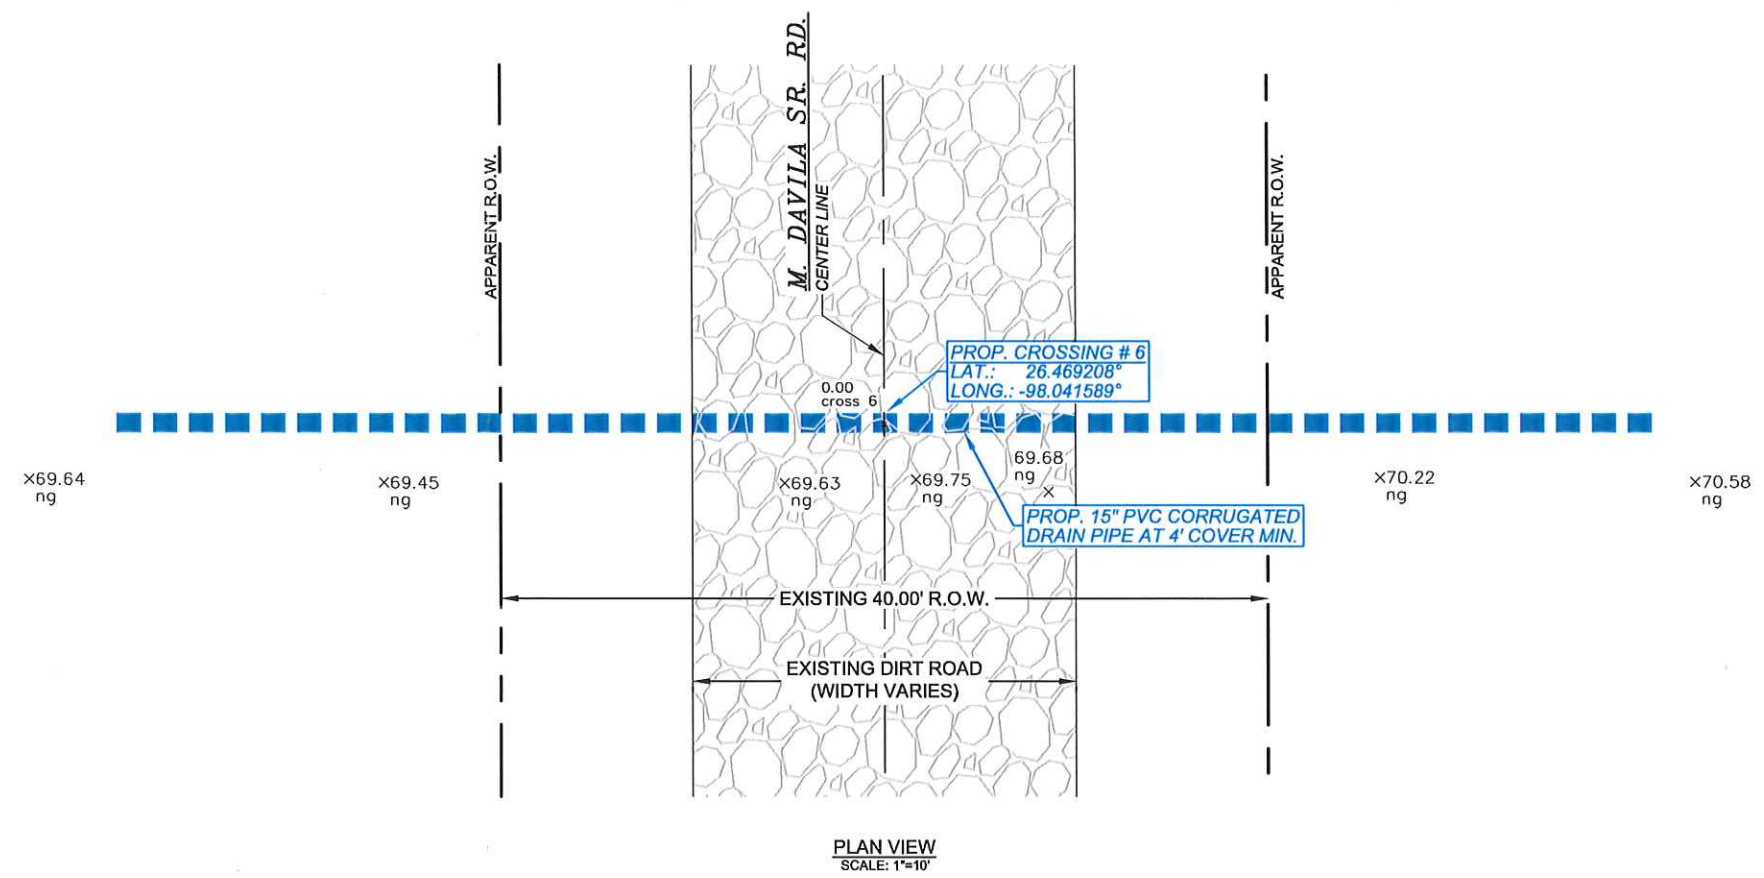 M. DAVILA SR. RD.
CENTER LINE
APPARENT R.O.W.
APPARENT R.O.W.
PROP. CROSSING # 6
LAT.: 26.469208°
LONG.: -98.041589°
0.00
cross 6
×69.64
ng
×69.45
ng
×69.63
ng
×69.75
ng
69.68
ng
×
×70.22
ng
×70.58
ng
PROP. 15" PVC CORRUGATED
DRAIN PIPE AT 4' COVER MIN.
EXISTING 40.00' R.O.W.
EXISTING DIRT ROAD
(WIDTH VARIES)
PLAN VIEW
SCALE: 1"=10'